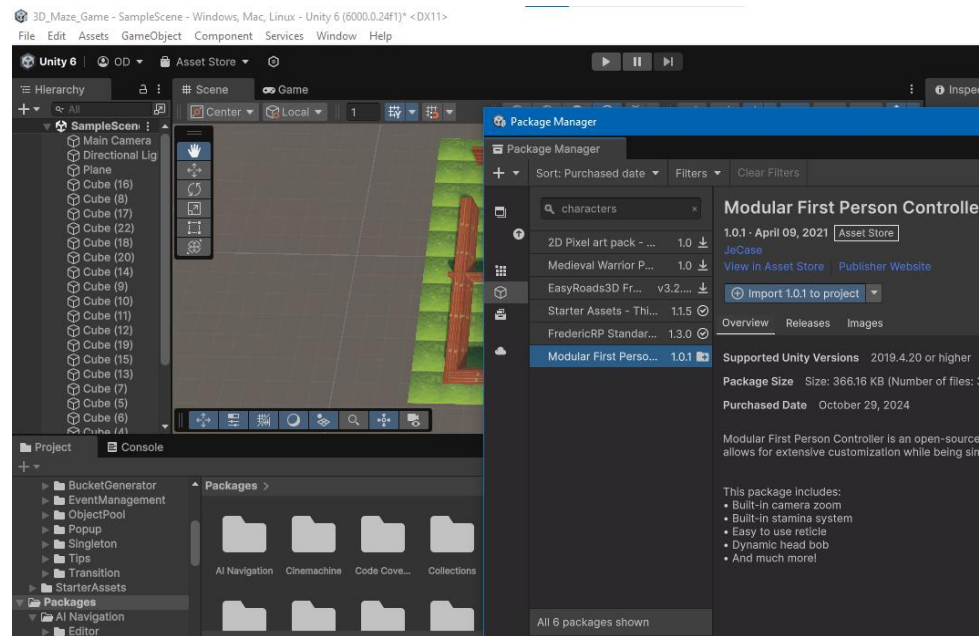 3D_Maze_Game - SampleScene - Windows, Mac, Linux - Unity 6 (6000.0.24f1)* <DX11>
File Edit Assets GameObject Component Services Window Help
Unity 6 OD Asset Store
Hierarchy
Scene Game
Inspec
All
Center Local 1
SampleScen
Main Camera
Directional Lig
Plane
Cube (16)
Cube (8)
Cube (17)
Cube (22)
Cube (18)
Cube (20)
Cube (14)
Cube (9)
Cube (10)
Cube (11)
Cube (12)
Cube (19)
Cube (15)
Cube (13)
Cube (7)
Cube (5)
Cube (6)
Cube (4)
Package Manager
Package Manager
Sort: Purchased date Filters Clear Filters
characters
2D Pixel art pack - ... 1.0
Medieval Warrior P... 1.0
EasyRoads3D Fr... v3.2....
Starter Assets - Thi... 1.1.5
FredericRP Standar... 1.3.0
Modular First Perso... 1.0.1
All 6 packages shown
Modular First Person Controlle
1.0.1 · April 09, 2021 Asset Store
JeCase
View in Asset Store Publisher Website
Import 1.0.1 to project
Overview Releases Images
Supported Unity Versions 2019.4.20 or higher
Package Size Size: 366.16 KB (Number of files:
Purchased Date October 29, 2024
Modular First Person Controller is an open-source
allows for extensive customization while being sin
This package includes:
• Built-in camera zoom
• Built-in stamina system
• Easy to use reticle
• Dynamic head bob
• And much more!
Project Console
BucketGenerator
EventManagement
ObjectPool
Popup
Singleton
Tips
Transition
StarterAssets
Packages
AI Navigation
Editor
Packages >
AI Navigation Cinemachine Code Cove... Collections